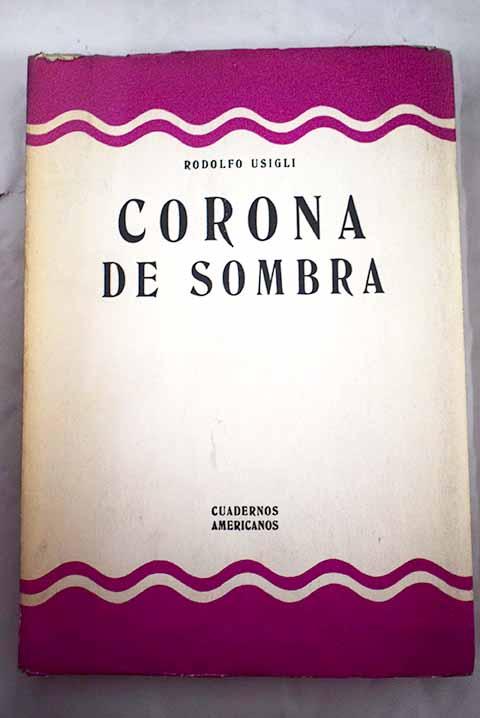 RODOLFO USIGLI
CORONA
DE SOMBRA
CUADERNOS
AMERICANOS